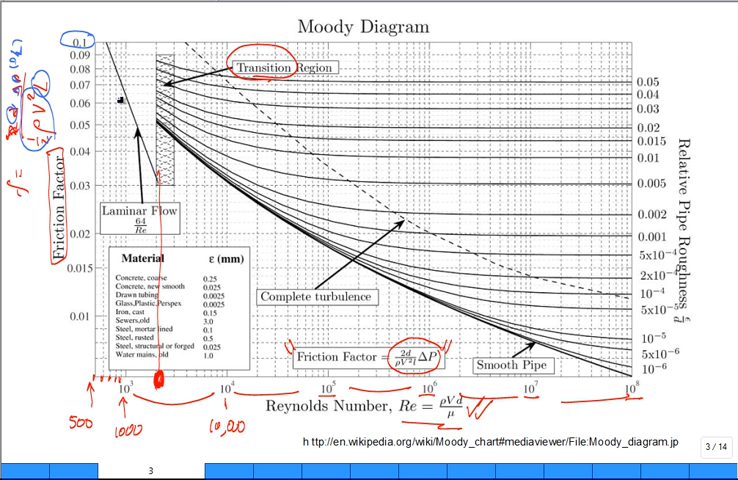 Moody Diagram
Transition Region
0.1
0.09
0.08
0.07
0.06
0.05
0.04
0.03
0.02
0.015
0.01
Friction Factor
f =
ΔP
½ρV² L
Laminar Flow
64
Re
Material ε (mm)
Concrete, coarse 0.25
Concrete, new smooth 0.025
Drawn tubing 0.0025
Glass,Plastic,Perspex 0.0025
Iron, cast 0.15
Sewers,old 3.0
Steel, mortar lined 0.1
Steel, rusted 0.5
Steel, structural or forged 0.025
Water mains, old 1.0
Complete turbulence
Friction Factor = 2d/ρV²l ΔP
Smooth Pipe
0.05
0.04
0.03
0.02
0.015
0.01
0.005
0.002
0.001
5x10⁻⁴
2x10⁻⁴
10⁻⁴
5x10⁻⁵
10⁻⁵
5x10⁻⁶
10⁻⁶
Relative Pipe Roughness ε/d
10³ 10⁴ 10⁵ 10⁶ 10⁷ 10⁸
500 1000 10,000
Reynolds Number, Re = ρVd/μ
http://en.wikipedia.org/wiki/Moody_chart#mediaviewer/File:Moody_diagram.jp
3 / 14
3